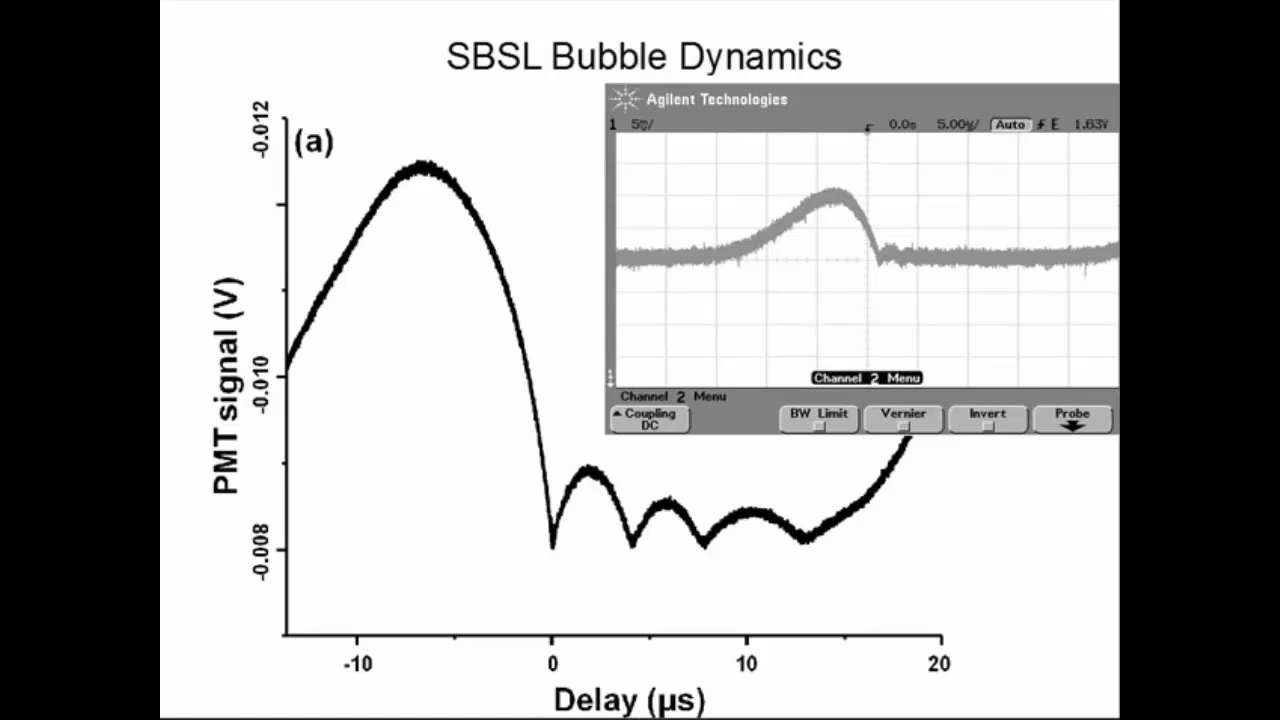 SBSL Bubble Dynamics
Agilent Technologies
1 5㎷/ 0.0s 5.00㎲/ Auto E 1.63V
(a)
-0.012
-0.010
-0.008
PMT signal (V)
Channel 2 Menu
Channel 2 Menu
Coupling
DC
BW Limit
Vernier
Invert
Probe
-10 0 10 20
Delay (µs)